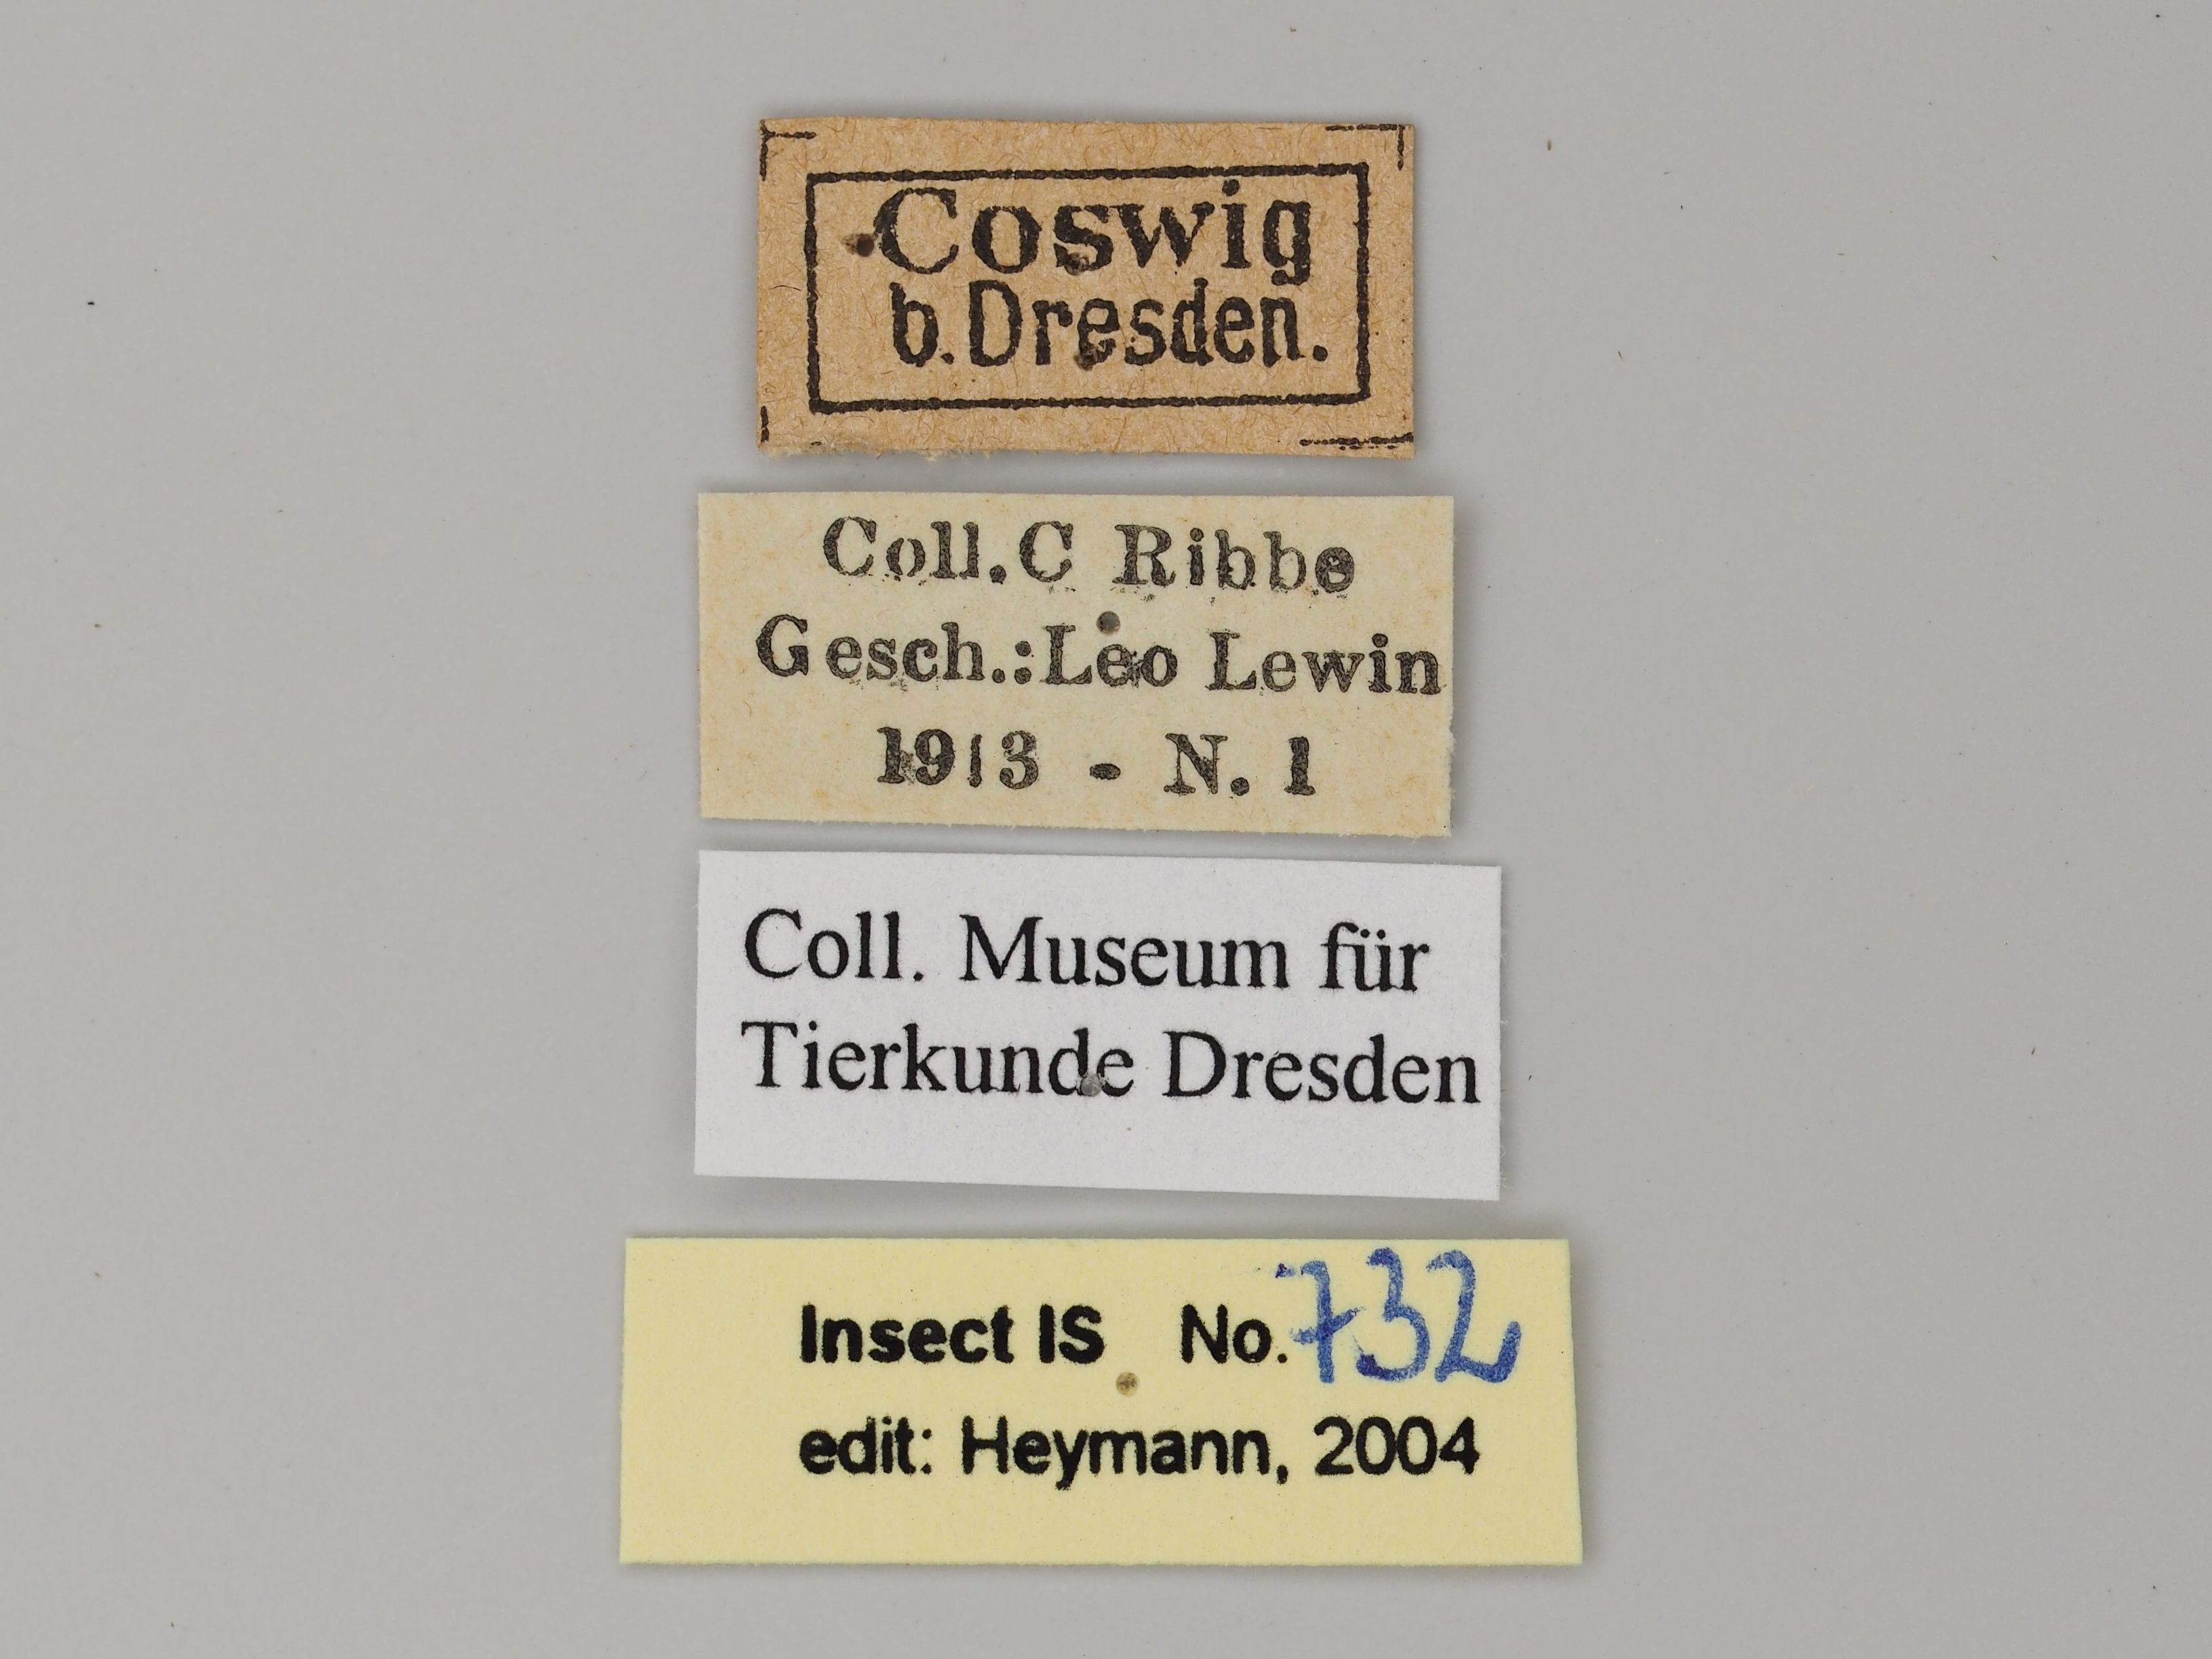 Coswig
b. Dresden.
Coll. C Ribbe
Gesch.: Leo Lewin
1913 - N. 1
Coll. Museum für
Tierkunde Dresden
Insect IS No. 732
edit: Heymann, 2004